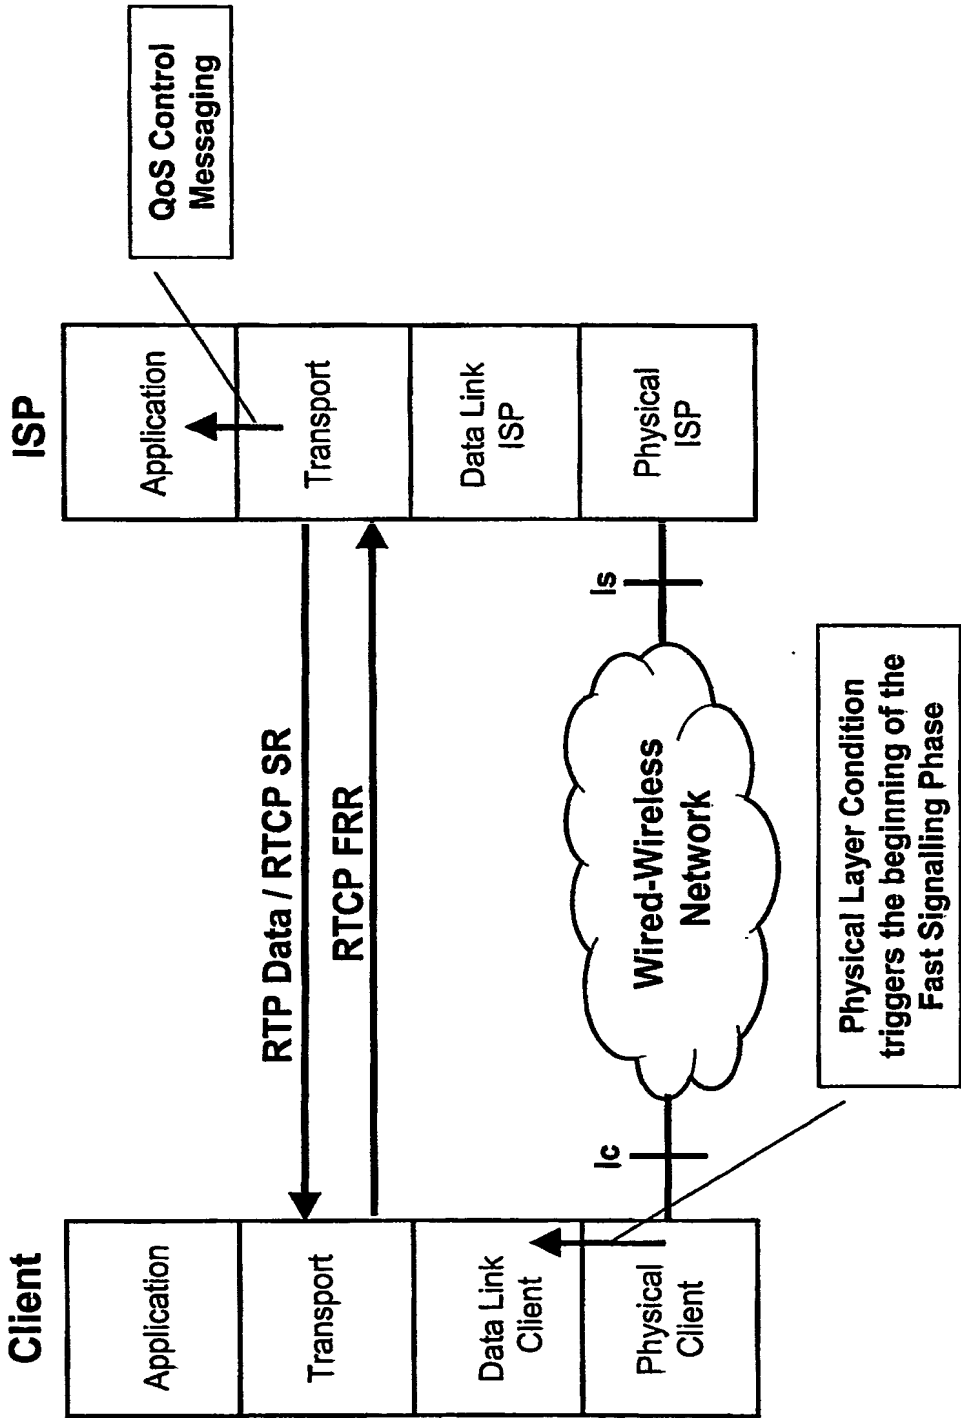 Client
ISP
Application
Transport
Data Link
Client
Physical
Client
RTP Data / RTCP SR
RTCP FRR
Ic
Wired-Wireless
Network
Is
Application
Transport
Data Link
ISP
Physical
ISP
QoS Control
Messaging
Physical Layer Condition
triggers the beginning of the
Fast Signalling Phase